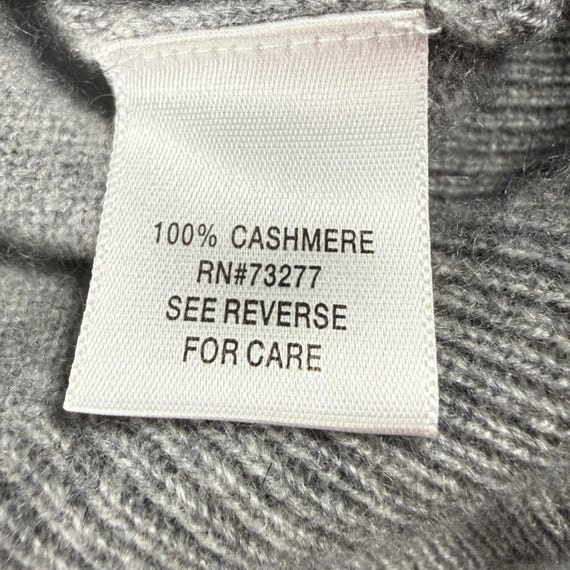 100% CASHMERE
RN#73277
SEE REVERSE
FOR CARE